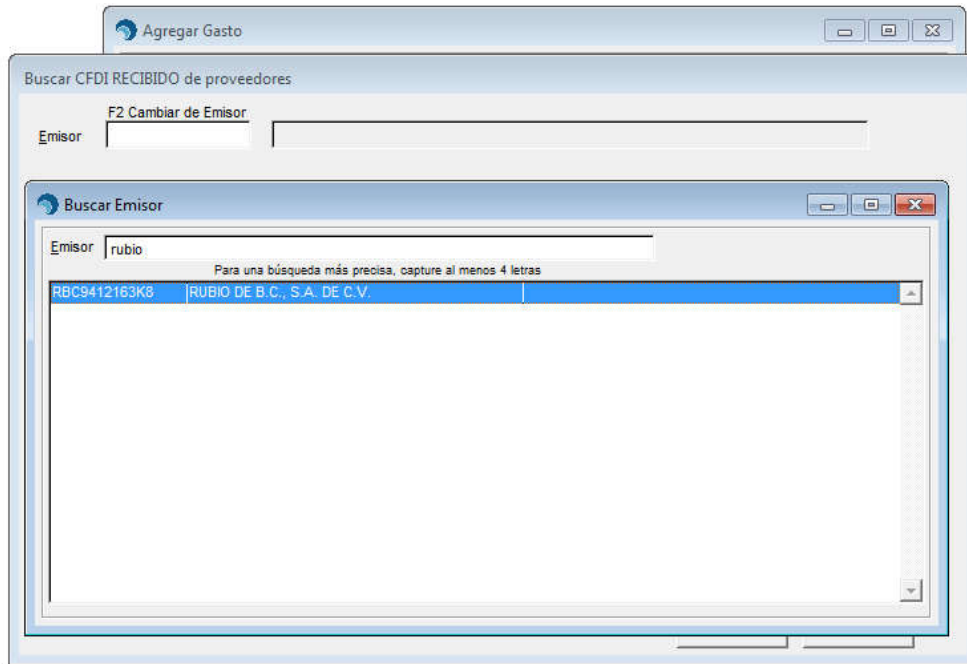 Agregar Gasto
Buscar CFDI RECIBIDO de proveedores
F2 Cambiar de Emisor
Emisor
Buscar Emisor
Emisor rubio
Para una búsqueda más precisa, capture al menos 4 letras
RBC9412163K8 RUBIO DE B.C., S.A. DE C.V.